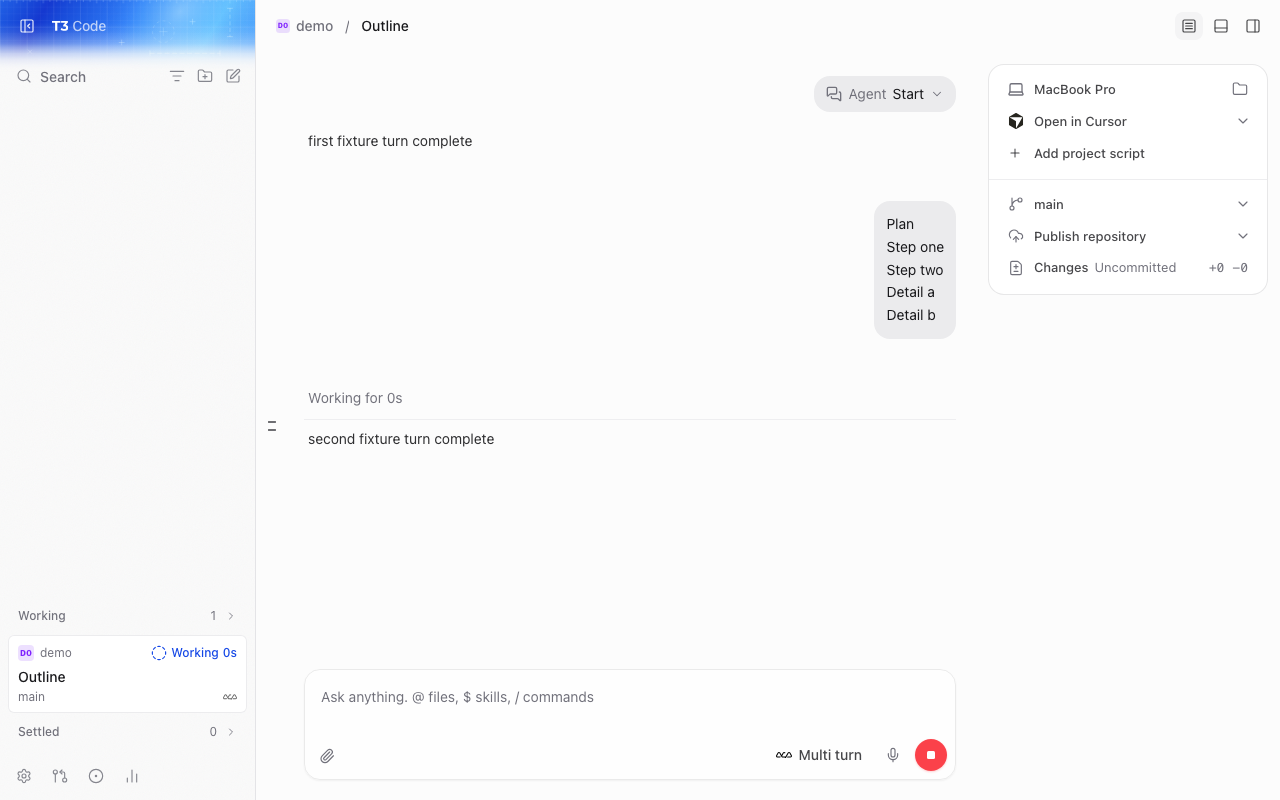 T3 Code
Search
Working 1
DO demo Working 0s
Outline
main
Settled 0
DO demo / Outline
Agent Start
first fixture turn complete
Plan
Step one
Step two
Detail a
Detail b
Working for 0s
second fixture turn complete
Ask anything. @ files, $ skills, / commands
Multi turn
MacBook Pro
Open in Cursor
Add project script
main
Publish repository
Changes Uncommitted +0 −0